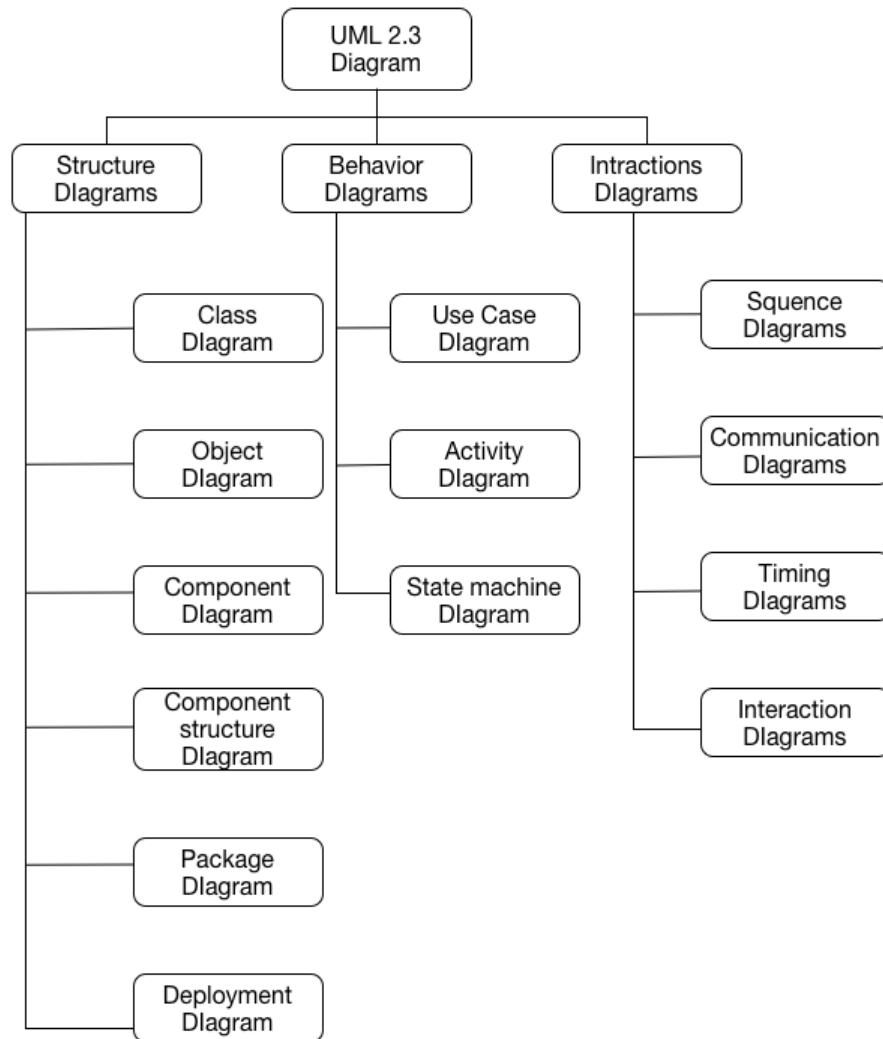 UML 2.3
Diagram
Structure
DIagrams
Behavior
DIagrams
Intractions
DIagrams
Class
DIagram
Object
DIagram
Component
DIagram
Component
structure
DIagram
Package
DIagram
Deployment
DIagram
Use Case
DIagram
Activity
DIagram
State machine
DIagram
Squence
DIagrams
Communication
DIagrams
Timing
DIagrams
Interaction
DIagrams